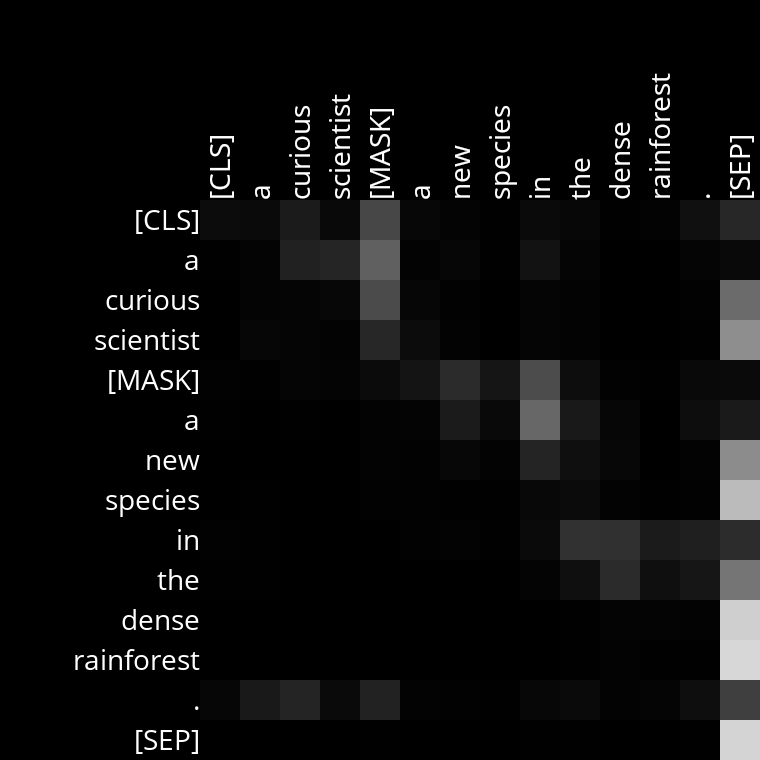 [CLS] a curious scientist [MASK] a new species in the dense rainforest . [SEP]
[CLS]
a
curious
scientist
[MASK]
a
new
species
in
the
dense
rainforest
.
[SEP]